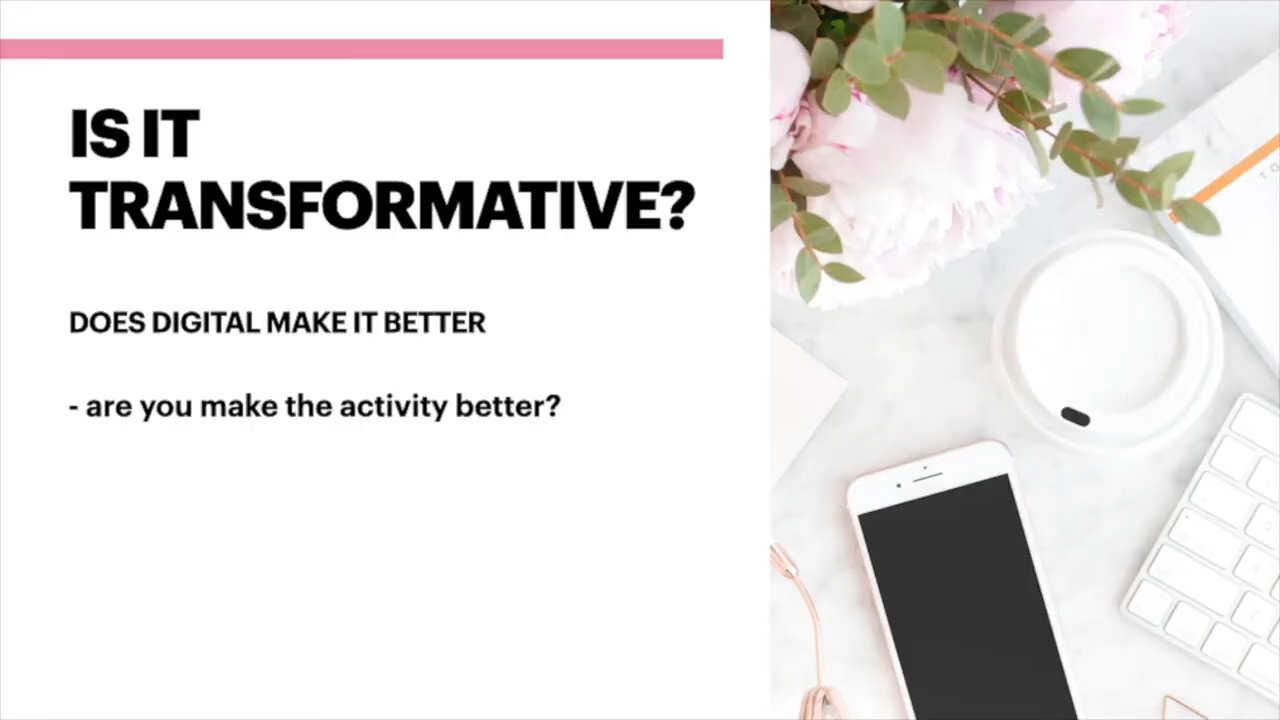 IS IT
TRANSFORMATIVE?
DOES DIGITAL MAKE IT BETTER
- are you make the activity better?